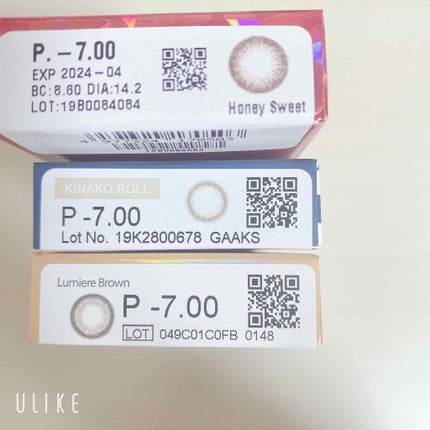 P. −7.00
EXP 2024−04
BC:8.60 DIA:14.2
LOT:19B0084084
Honey Sweet
KINAKO ROLL
P -7.00
Lot No. 19K2800678 GAAKS
Lumiere Brown
P -7.00
LOT 049C01C0FB 0148
ULIKE